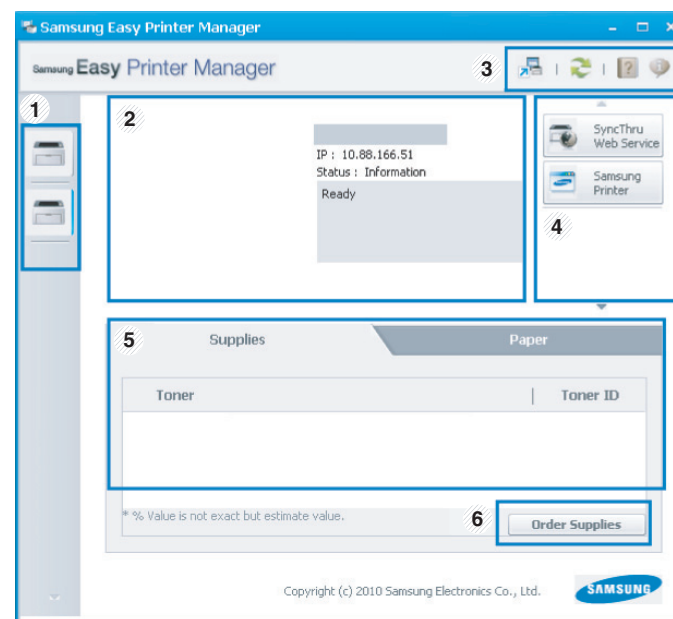 Samsung Easy Printer Manager
Samsung Easy Printer Manager
3
1
2
IP : 10.88.166.51
Status : Information
Ready
SyncThru
Web Service
Samsung
Printer
4
5
Supplies
Paper
Toner
Toner ID
* % Value is not exact but estimate value.
6
Order Supplies
Copyright (c) 2010 Samsung Electronics Co., Ltd.
SAMSUNG